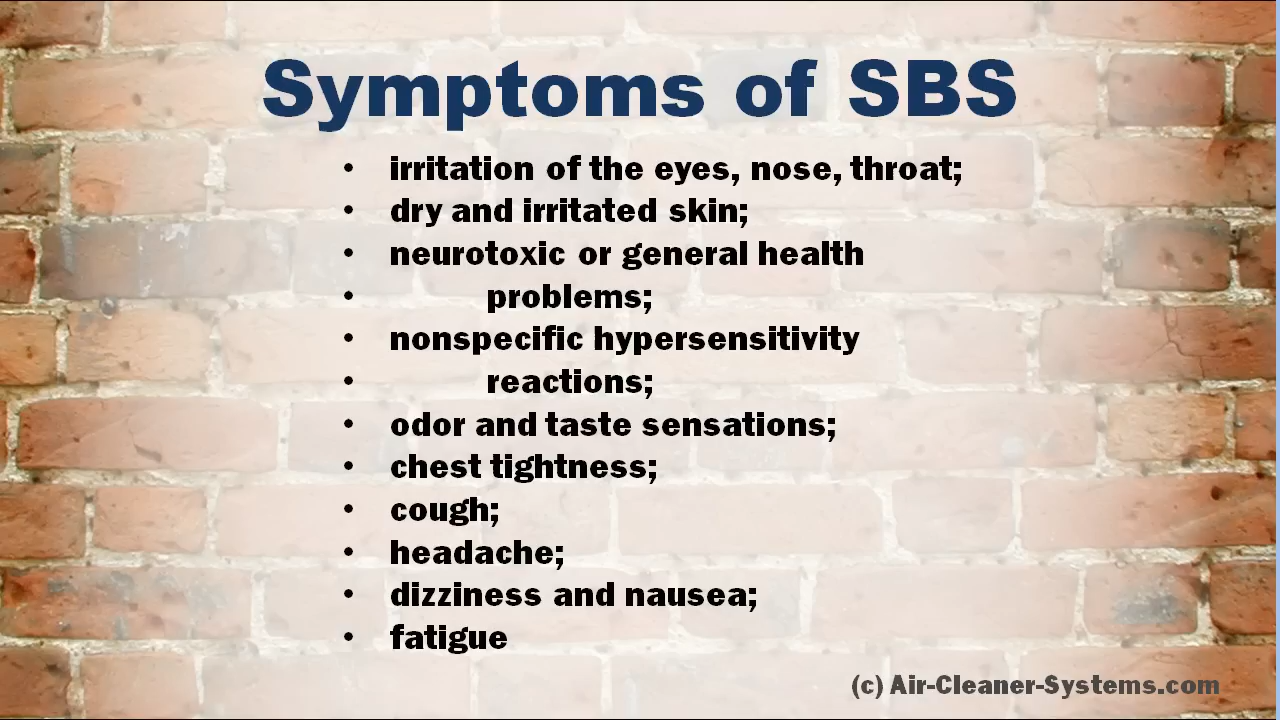 Symptoms of SBS
• irritation of the eyes, nose, throat;
• dry and irritated skin;
• neurotoxic or general health
• problems;
• nonspecific hypersensitivity
• reactions;
• odor and taste sensations;
• chest tightness;
• cough;
• headache;
• dizziness and nausea;
• fatigue
(c) Air-Cleaner-Systems.com